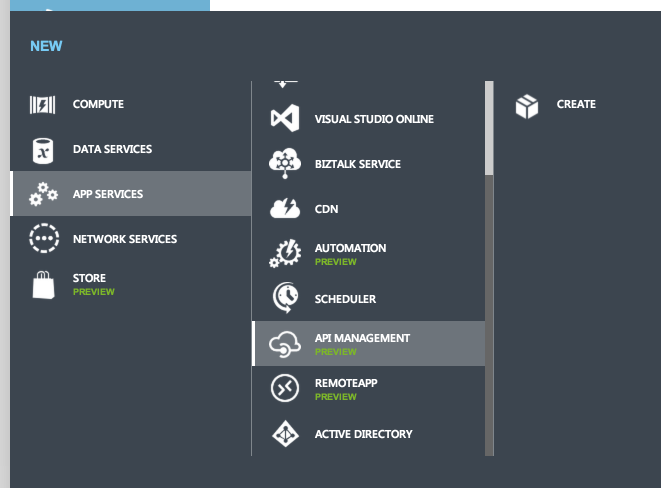 NEW
COMPUTE
DATA SERVICES
APP SERVICES
NETWORK SERVICES
STORE
PREVIEW
VISUAL STUDIO ONLINE
BIZTALK SERVICE
CDN
AUTOMATION
PREVIEW
SCHEDULER
API MANAGEMENT
PREVIEW
REMOTEAPP
PREVIEW
ACTIVE DIRECTORY
CREATE